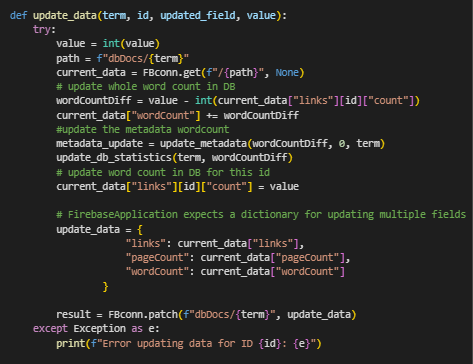 def update_data(term, id, updated_field, value):
    try:
        value = int(value)
        path = f"dbDocs/{term}"
        current_data = FBconn.get(f"/{path}", None)
        # update whole word count in DB
        wordCountDiff = value - int(current_data["links"][id]["count"])
        current_data["wordCount"] += wordCountDiff
        #update the metadata wordcount
        metadata_update = update_metadata(wordCountDiff, 0, term)
        update_db_statistics(term, wordCountDiff)
        # update word count in DB for this id
        current_data["links"][id]["count"] = value

        # FirebaseApplication expects a dictionary for updating multiple fields
        update_data = {
                    "links": current_data["links"],
                    "pageCount": current_data["pageCount"],
                    "wordCount": current_data["wordCount"]
                }

        result = FBconn.patch(f"dbDocs/{term}", update_data)
    except Exception as e:
        print(f"Error updating data for ID {id}: {e}")